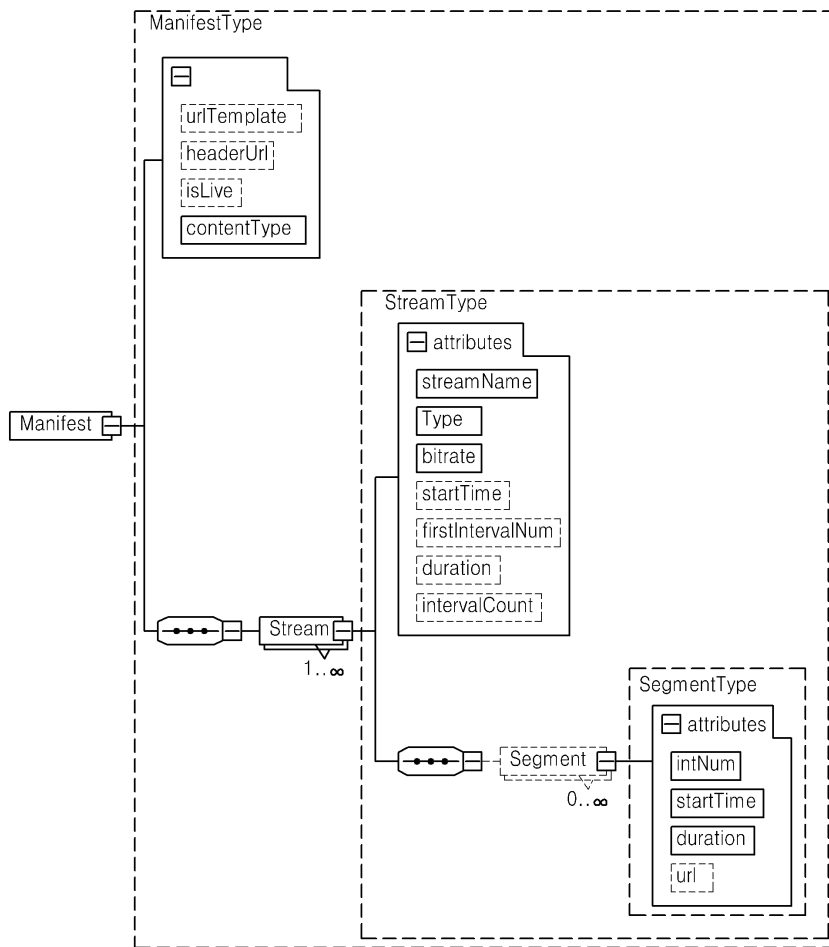 ManifestType
urlTemplate
headerUrl
isLive
contentType
StreamType
attributes
streamName
Type
bitrate
startTime
firstIntervalNum
duration
intervalCount
Manifest
Stream
1..∞
SegmentType
attributes
intNum
startTime
duration
url
Segment
0..∞